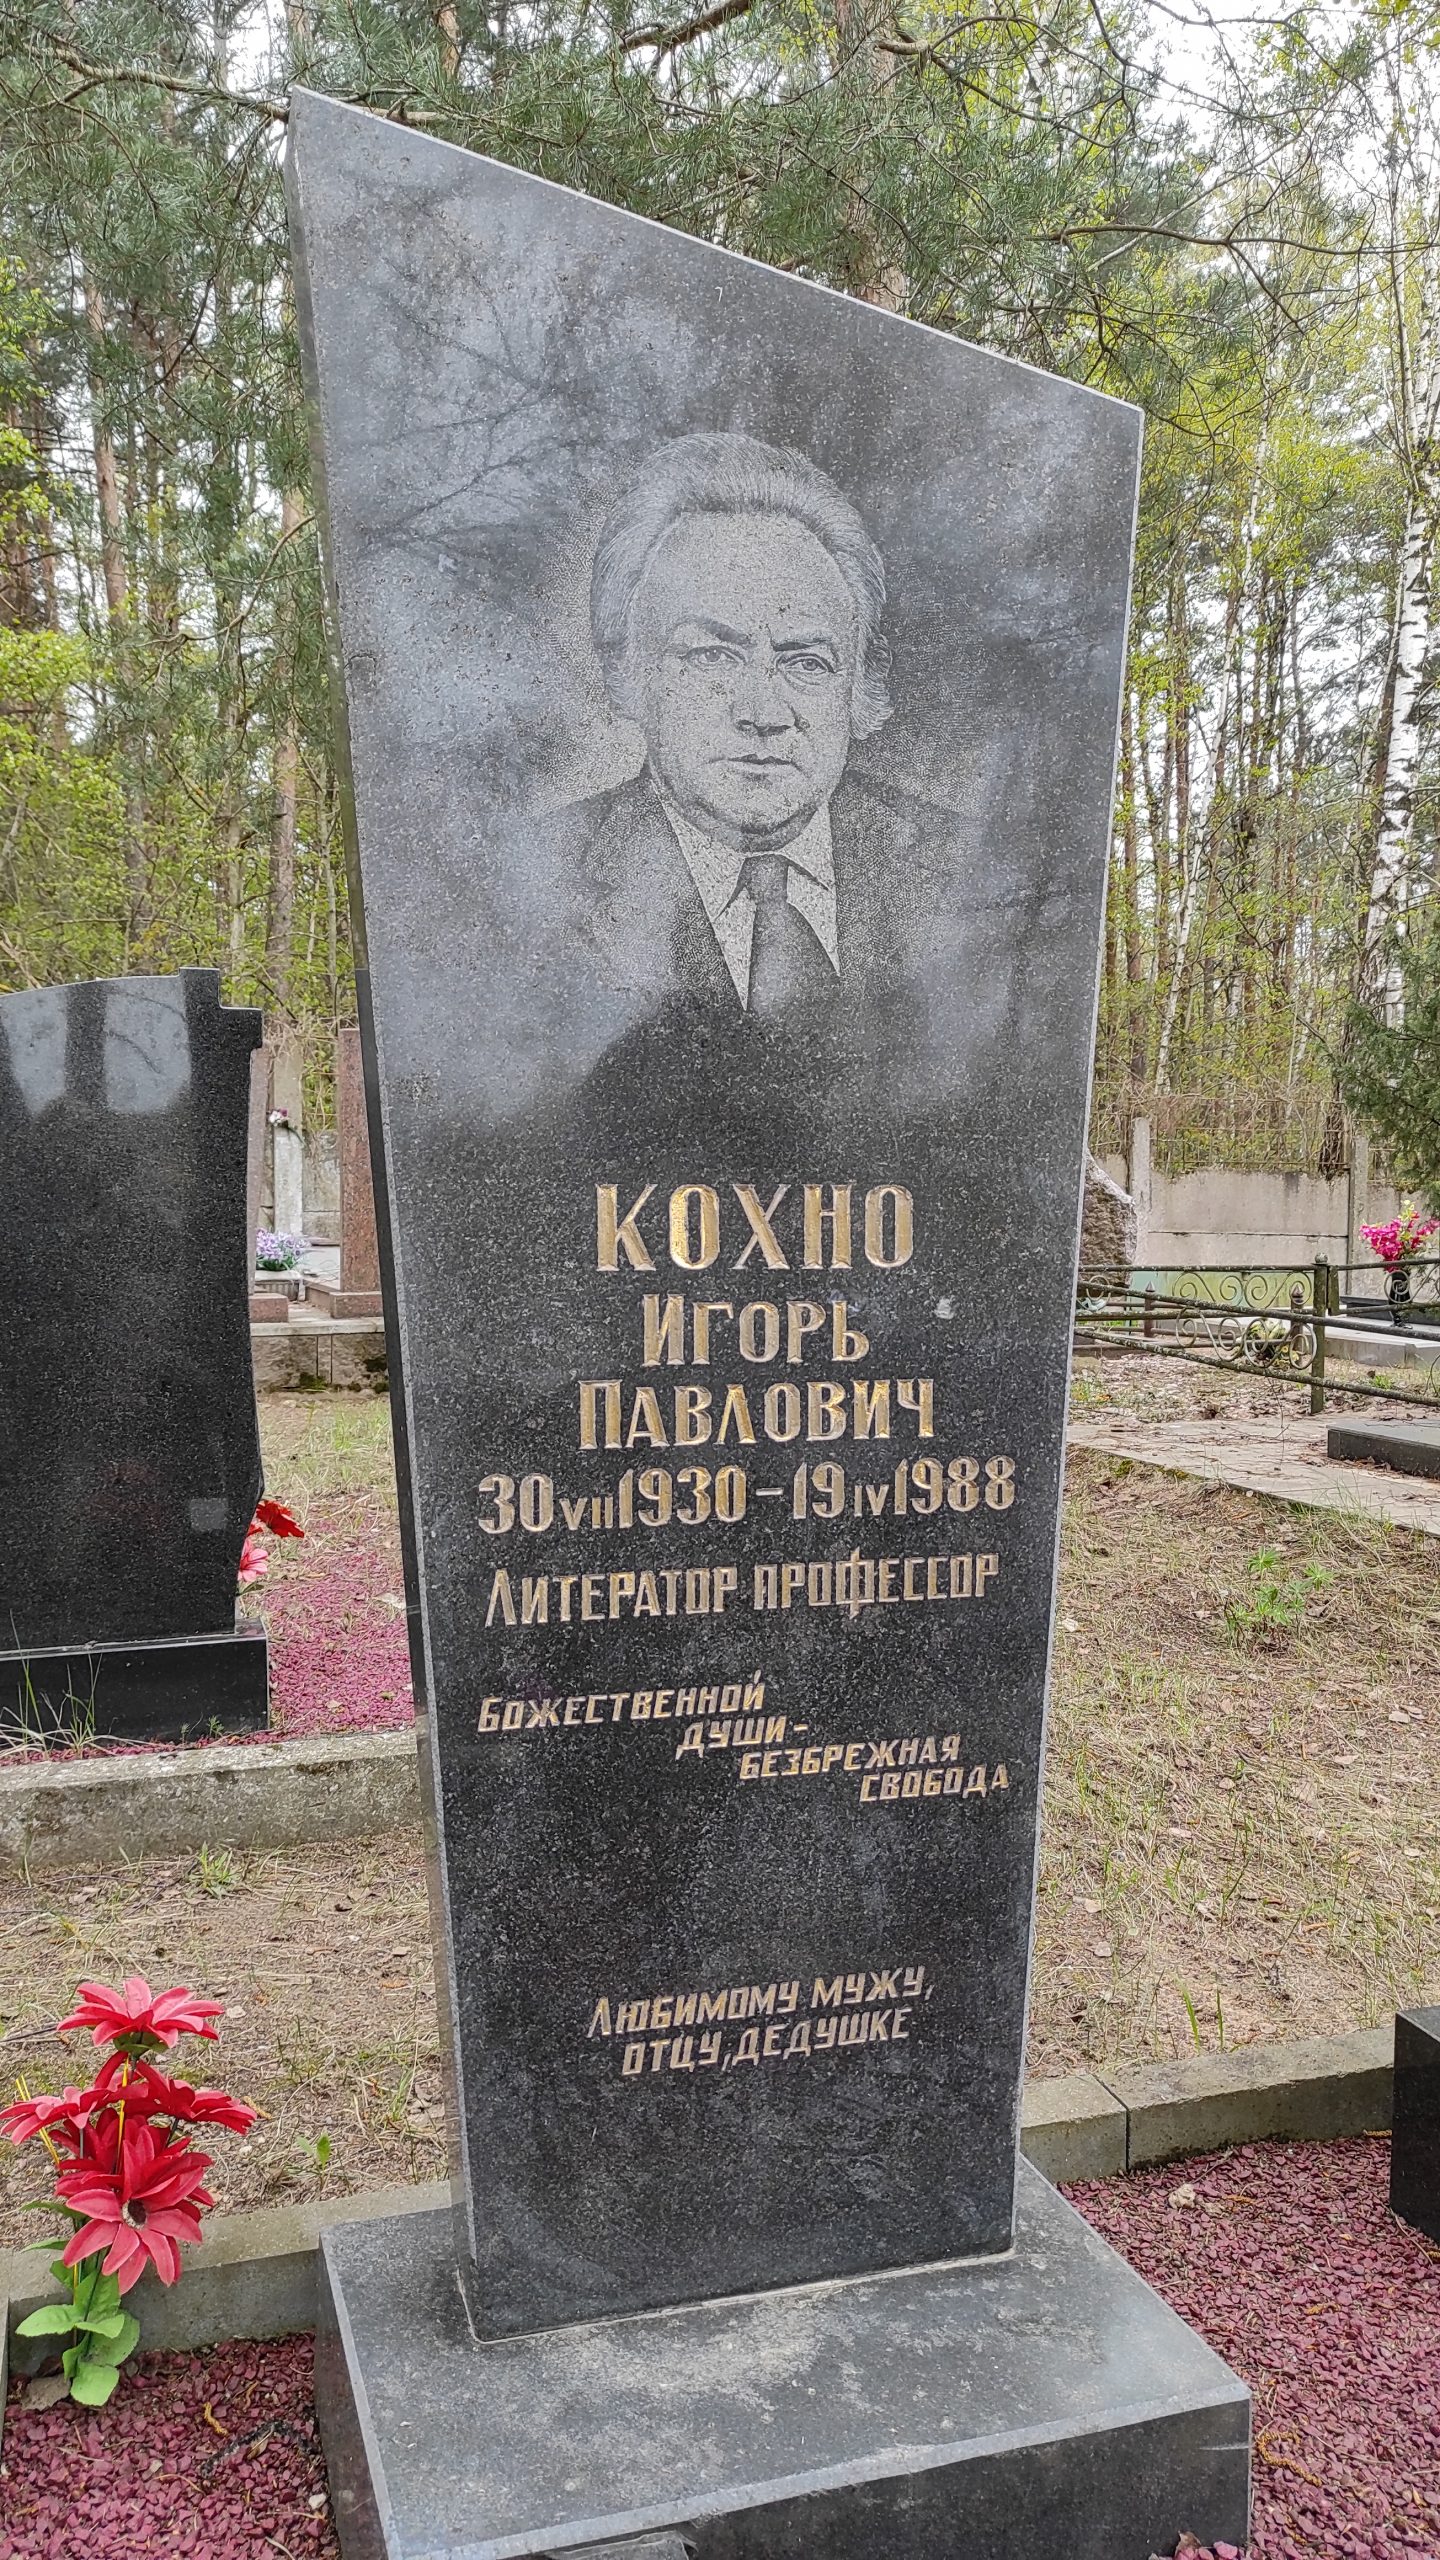 КОХНО
ИГОРЬ
ПАВЛОВИЧ
30 VII 1930 - 19 IV 1988
ЛИТЕРАТОР ПРОФЕССОР
БОЖЕСТВЕННОЙ
ДУШИ -
БЕЗБРЕЖНАЯ
СВОБОДА
ЛЮБИМОМУ МУЖУ,
ОТЦУ, ДЕДУШКЕ